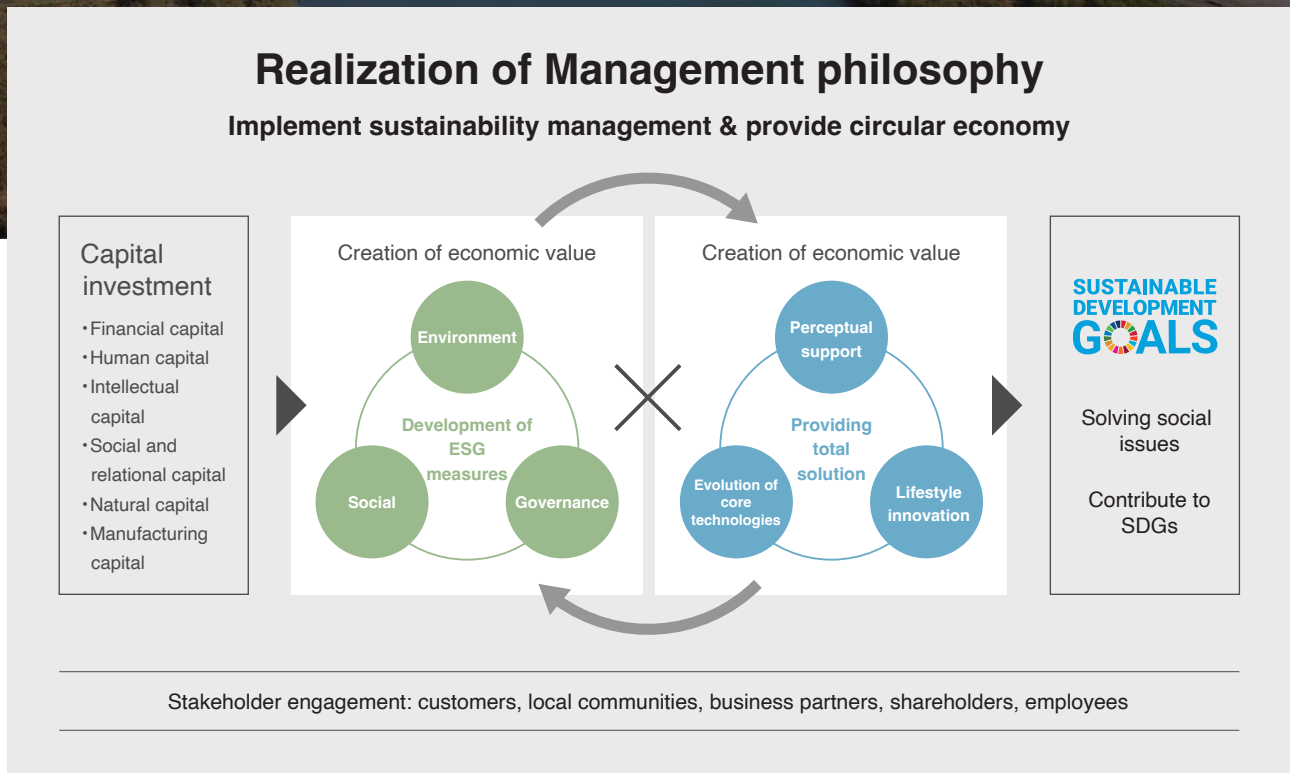 Realization of Management philosophy
Implement sustainability management & provide circular economy
Capital
investment
・Financial capital
・Human capital
・Intellectual
capital
・Social and
relational capital
・Natural capital
・Manufacturing
capital
Creation of economic value
Environment
Development of
ESG
measures
Social
Governance
Creation of economic value
Perceptual
support
Providing
total
solution
Evolution of
core
technologies
Lifestyle
innovation
SUSTAINABLE
DEVELOPMENT
GOALS
Solving social
issues
Contribute to
SDGs
Stakeholder engagement: customers, local communities, business partners, shareholders, employees